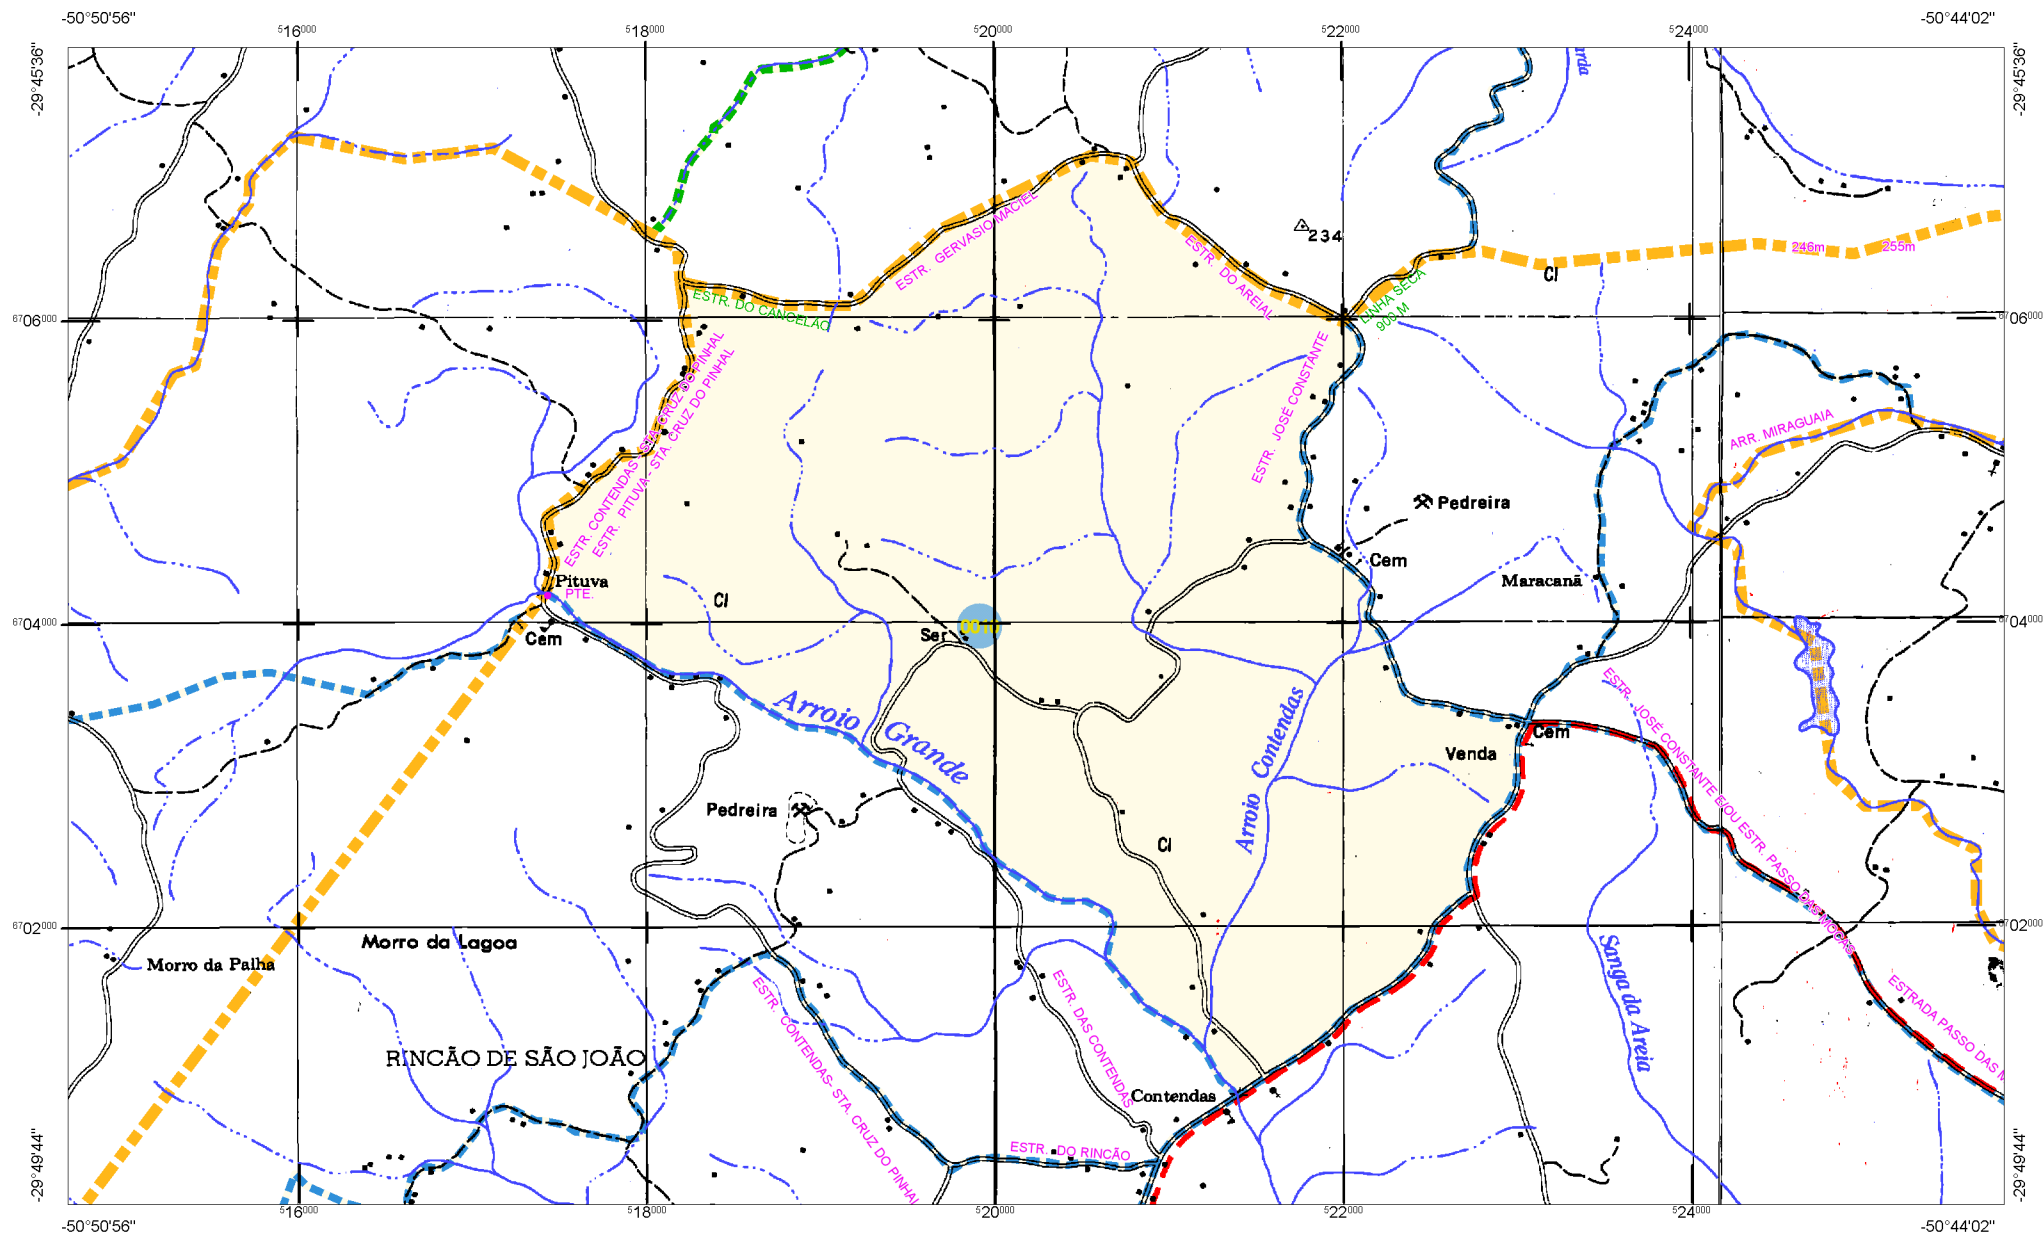 -50°50'56"
-50°44'02"
516000
518000
520000
522000
524000
-29°45'36"
-29°45'36"
234
CI
246m
255m
ESTR. GERVASIO MACIEL
ESTR. DO AREIAL
LINHA SECA
900 M
ESTR. DO CANCELÃO
6706000
6706000
ESTR. CONTENDAS - STA. CRUZ DO PINHAL
ESTR. PITUVA - STA. CRUZ DO PINHAL
ESTR. JOSÉ CONSTANTE
ARR. MIRAGUAIA
Pedreira
Cem
Maracanã
Pituva
PTE.
CI
Cem
6704000
6704000
Ser
Arroio Grande
Arroio Contendas
Cem
Venda
ESTR. JOSÉ CONSTANTE E/OU ESTR. PASSO DAS MOÇAS
Pedreira
CI
6702000
6702000
Morro da Lagoa
Morro da Palha
Sanga da Areia
ESTRADA PASSO DAS M
ESTR. CONTENDAS- STA. CRUZ DO PINHAL
ESTR. DAS CONTENDAS
RINCÃO DE SÃO JOÃO
Contendas
ESTR. DO RINCÃO
-29°49'44"
-29°49'44"
516000
518000
520000
522000
524000
-50°50'56"
-50°44'02"